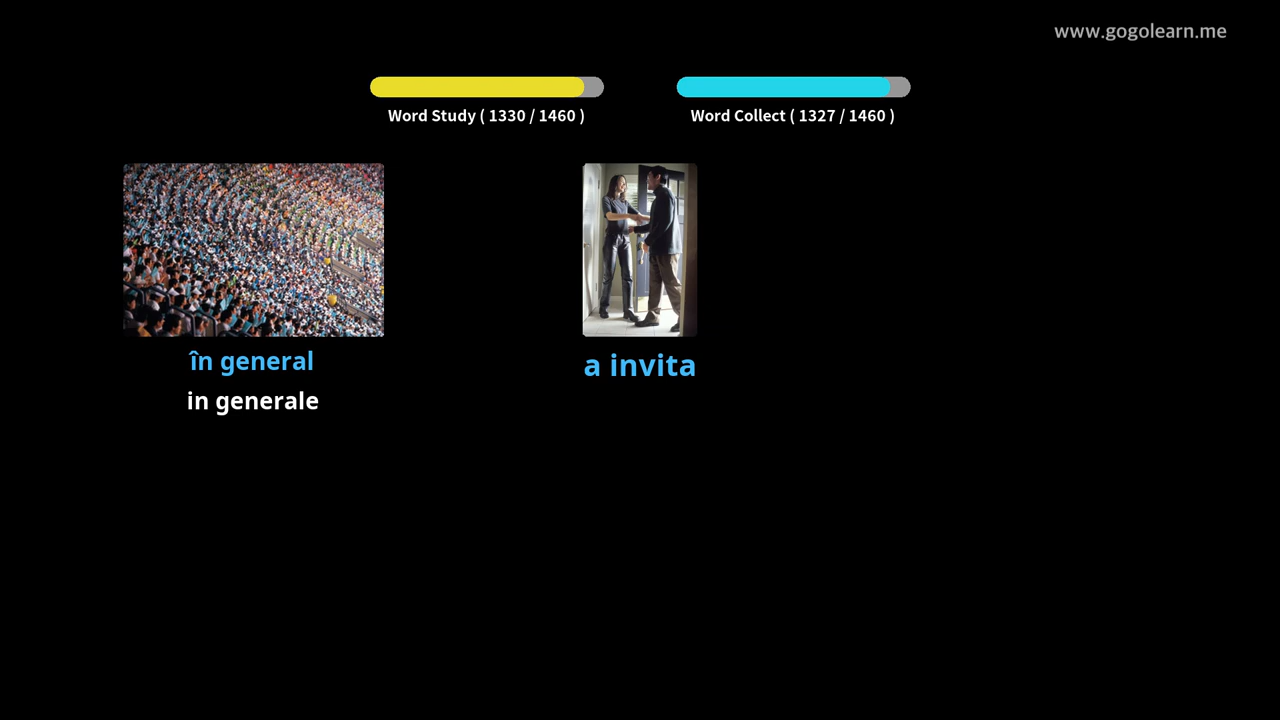 www.gogolearn.me
Word Study ( 1330 / 1460 )
Word Collect ( 1327 / 1460 )
în general
in generale
a invita